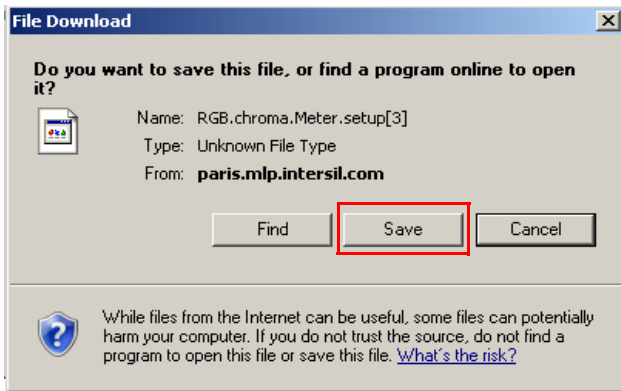 File Download
Do you want to save this file, or find a program online to open
it?
Name: RGB.chroma.Meter.setup[3]
Type: Unknown File Type
From: paris.mlp.intersil.com
Find Save Cancel
While files from the Internet can be useful, some files can potentially
harm your computer. If you do not trust the source, do not find a
program to open this file or save this file. What's the risk?